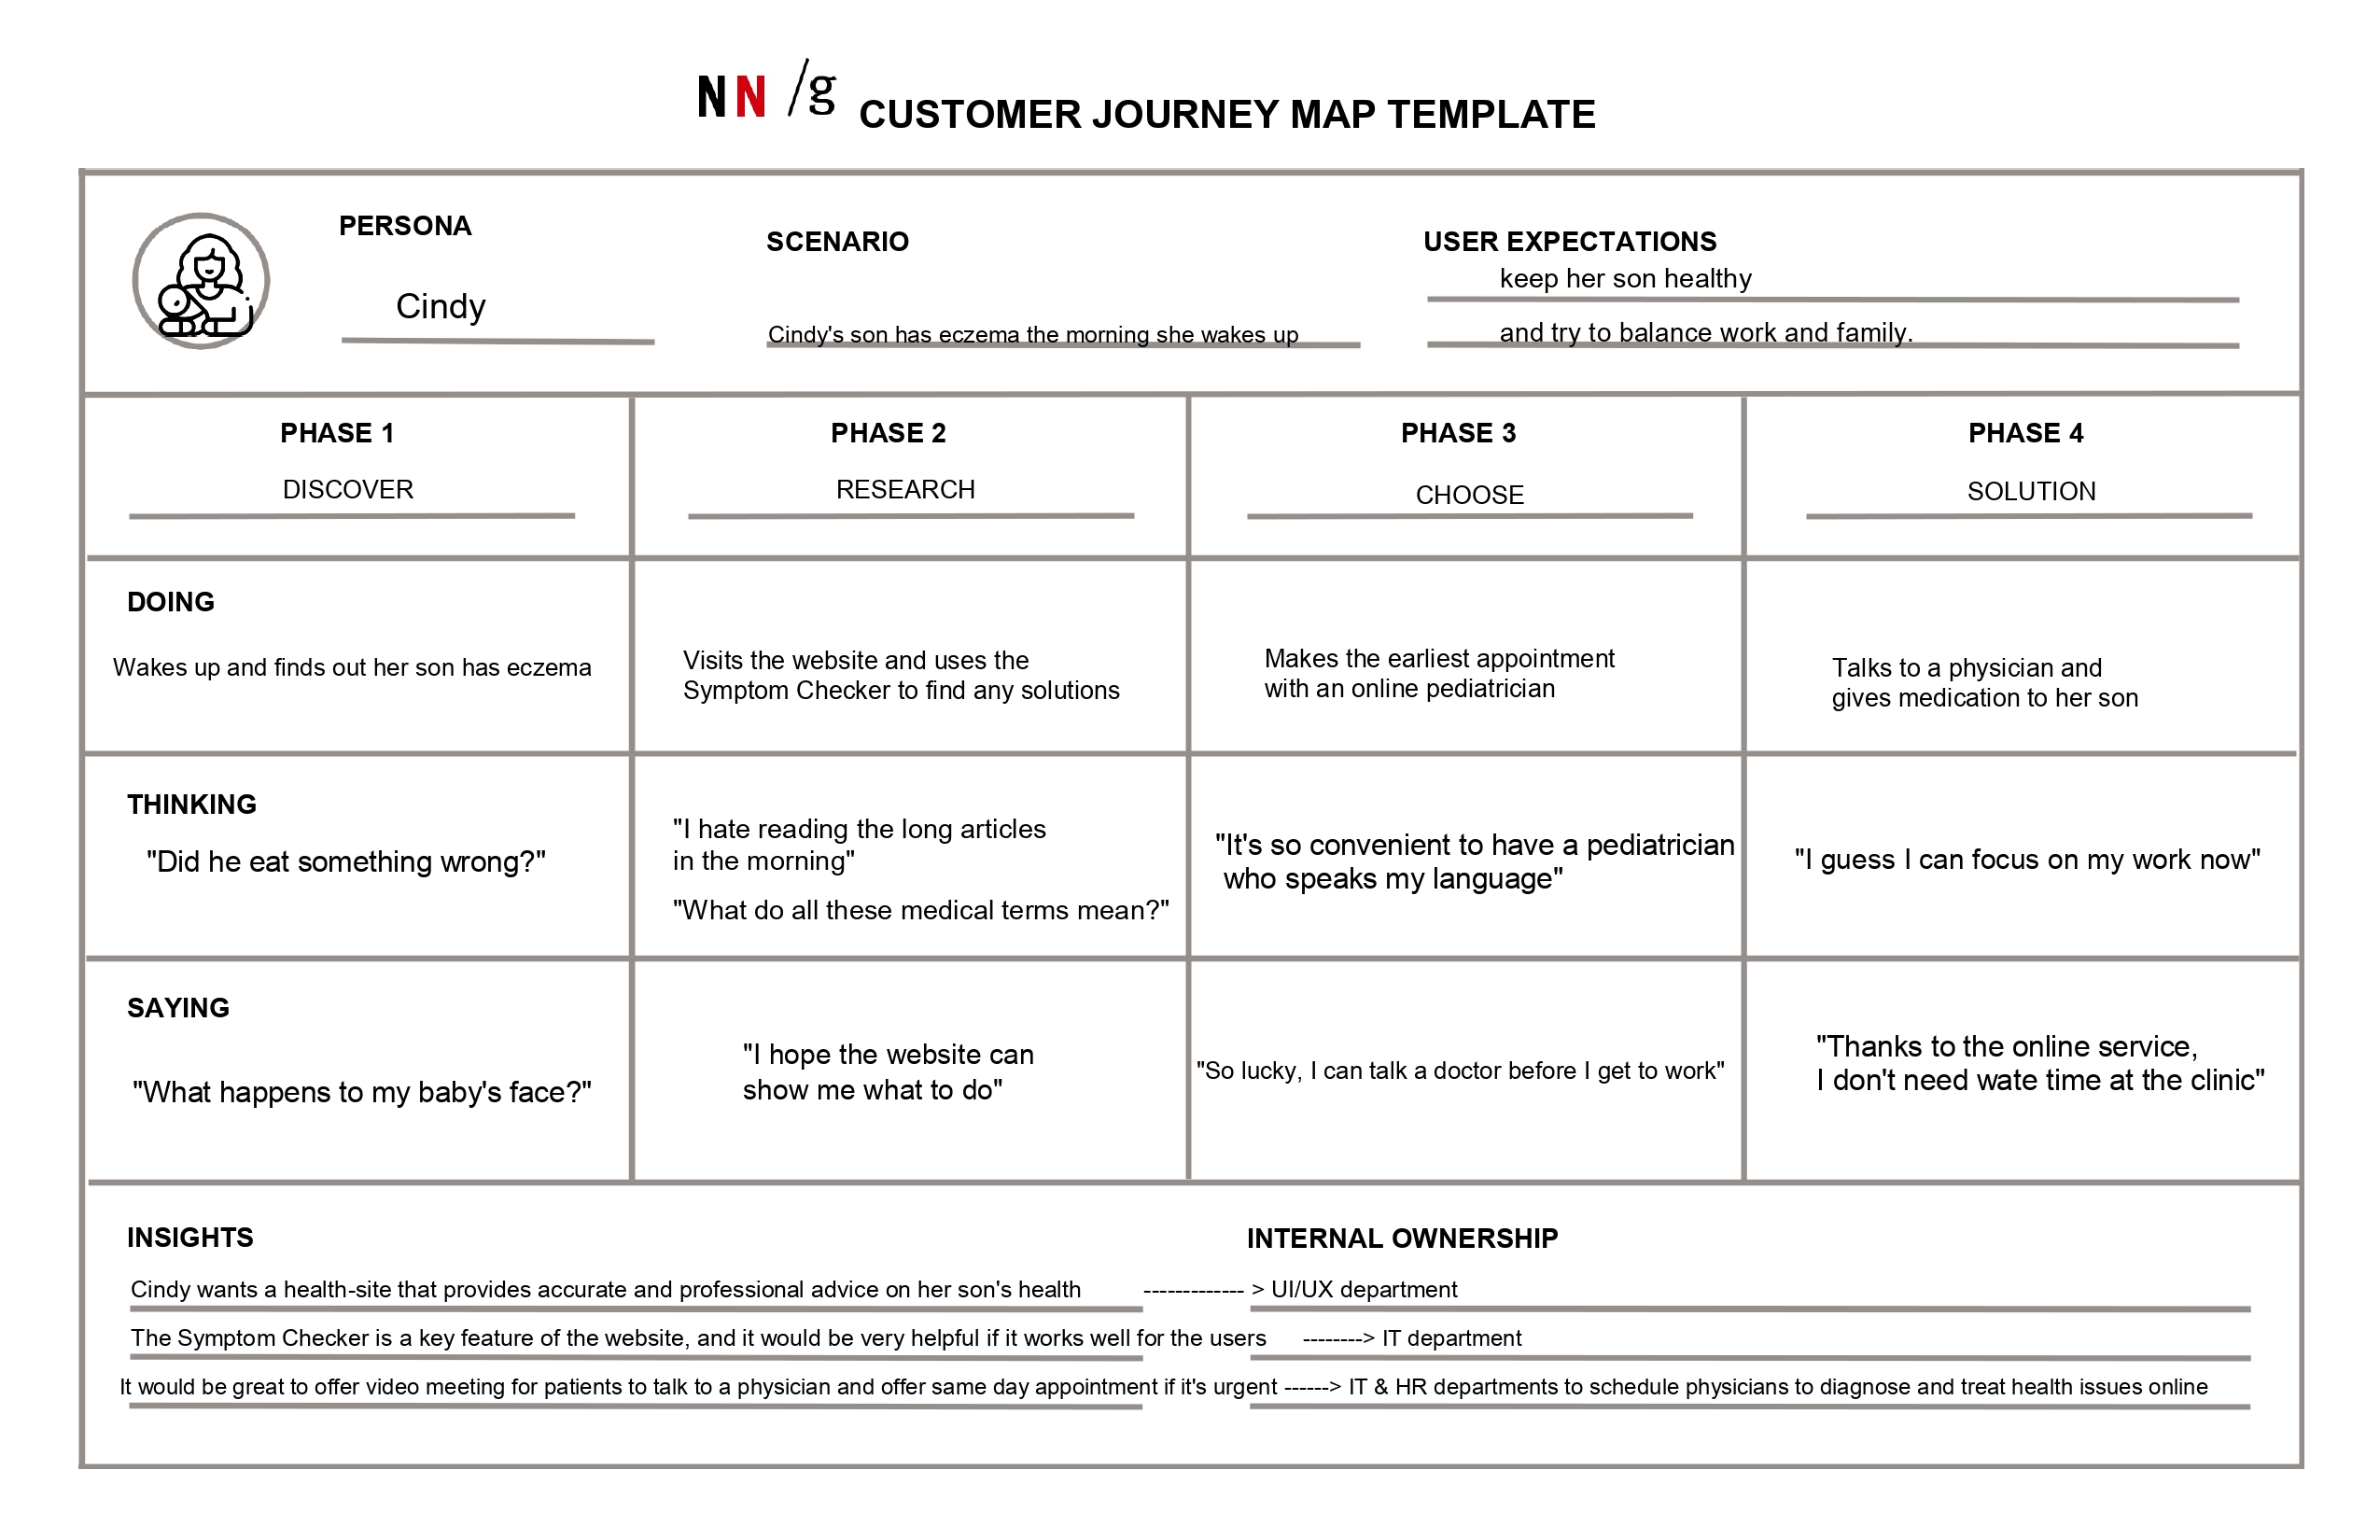 NN/g CUSTOMER JOURNEY MAP TEMPLATE
PERSONA
Cindy
SCENARIO
Cindy's son has eczema the morning she wakes up
USER EXPECTATIONS
keep her son healthy
and try to balance work and family.
PHASE 1
DISCOVER
PHASE 2
RESEARCH
PHASE 3
CHOOSE
PHASE 4
SOLUTION
DOING
Wakes up and finds out her son has eczema
Visits the website and uses the
Symptom Checker to find any solutions
Makes the earliest appointment
with an online pediatrician
Talks to a physician and
gives medication to her son
THINKING
"Did he eat something wrong?"
"I hate reading the long articles
in the morning"
"What do all these medical terms mean?"
"It's so convenient to have a pediatrician
who speaks my language"
"I guess I can focus on my work now"
SAYING
"What happens to my baby's face?"
"I hope the website can
show me what to do"
"So lucky, I can talk a doctor before I get to work"
"Thanks to the online service,
I don't need wate time at the clinic"
INSIGHTS
INTERNAL OWNERSHIP
Cindy wants a health-site that provides accurate and professional advice on her son's health ------------- > UI/UX department
The Symptom Checker is a key feature of the website, and it would be very helpful if it works well for the users --------> IT department
It would be great to offer video meeting for patients to talk to a physician and offer same day appointment if it's urgent ------> IT & HR departments to schedule physicians to diagnose and treat health issues online